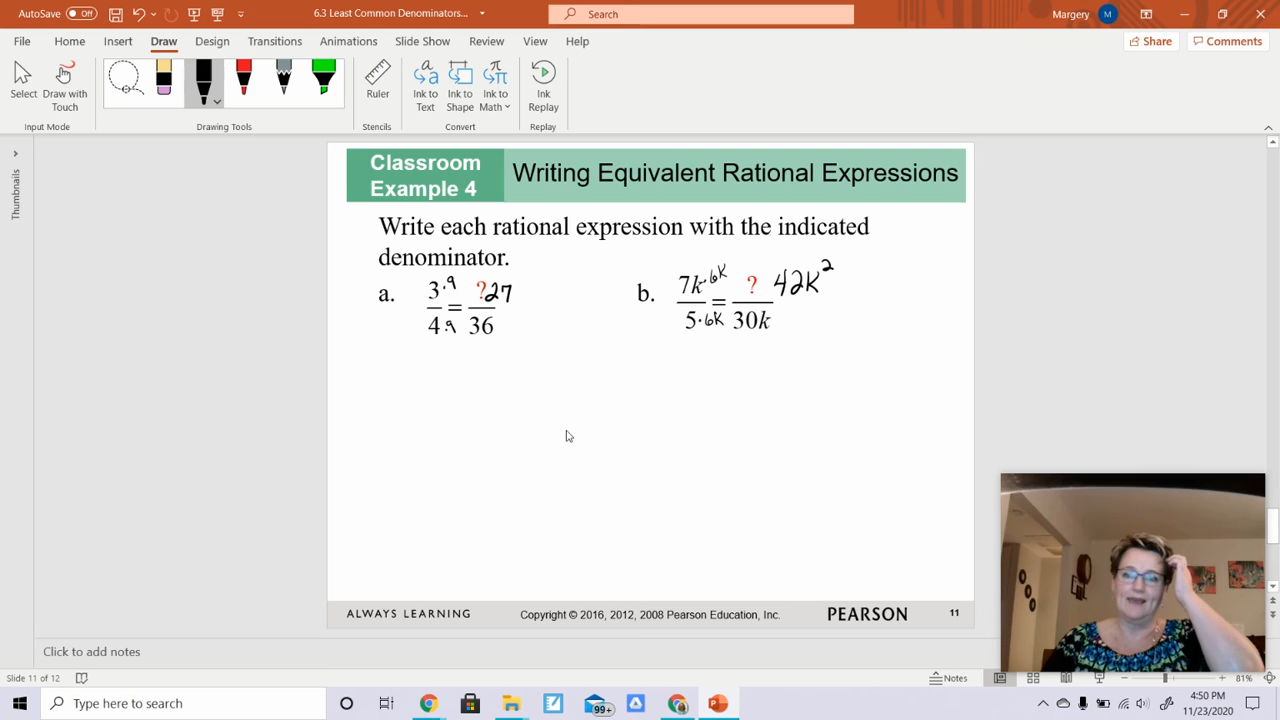 AutoSave Off 6.3 Least Common Denominators... Search Margery M
File Home Insert Draw Design Transitions Animations Slide Show Review View Help Share Comments
Select Draw with Touch Ruler Ink to Text Ink to Shape Ink to Math Ink Replay
Input Mode Drawing Tools Stencils Convert Replay
Thumbnails
Classroom Example 4 Writing Equivalent Rational Expressions
Write each rational expression with the indicated
denominator.
a. 3·9 / 4·9 = ? 27 / 36
b. 7k·6k / 5·6k = ? 42k² / 30k
ALWAYS LEARNING Copyright © 2016, 2012, 2008 Pearson Education, Inc. PEARSON 11
Click to add notes
Slide 11 of 12 Notes 81%
Type here to search 99+ 4:50 PM
11/23/2020